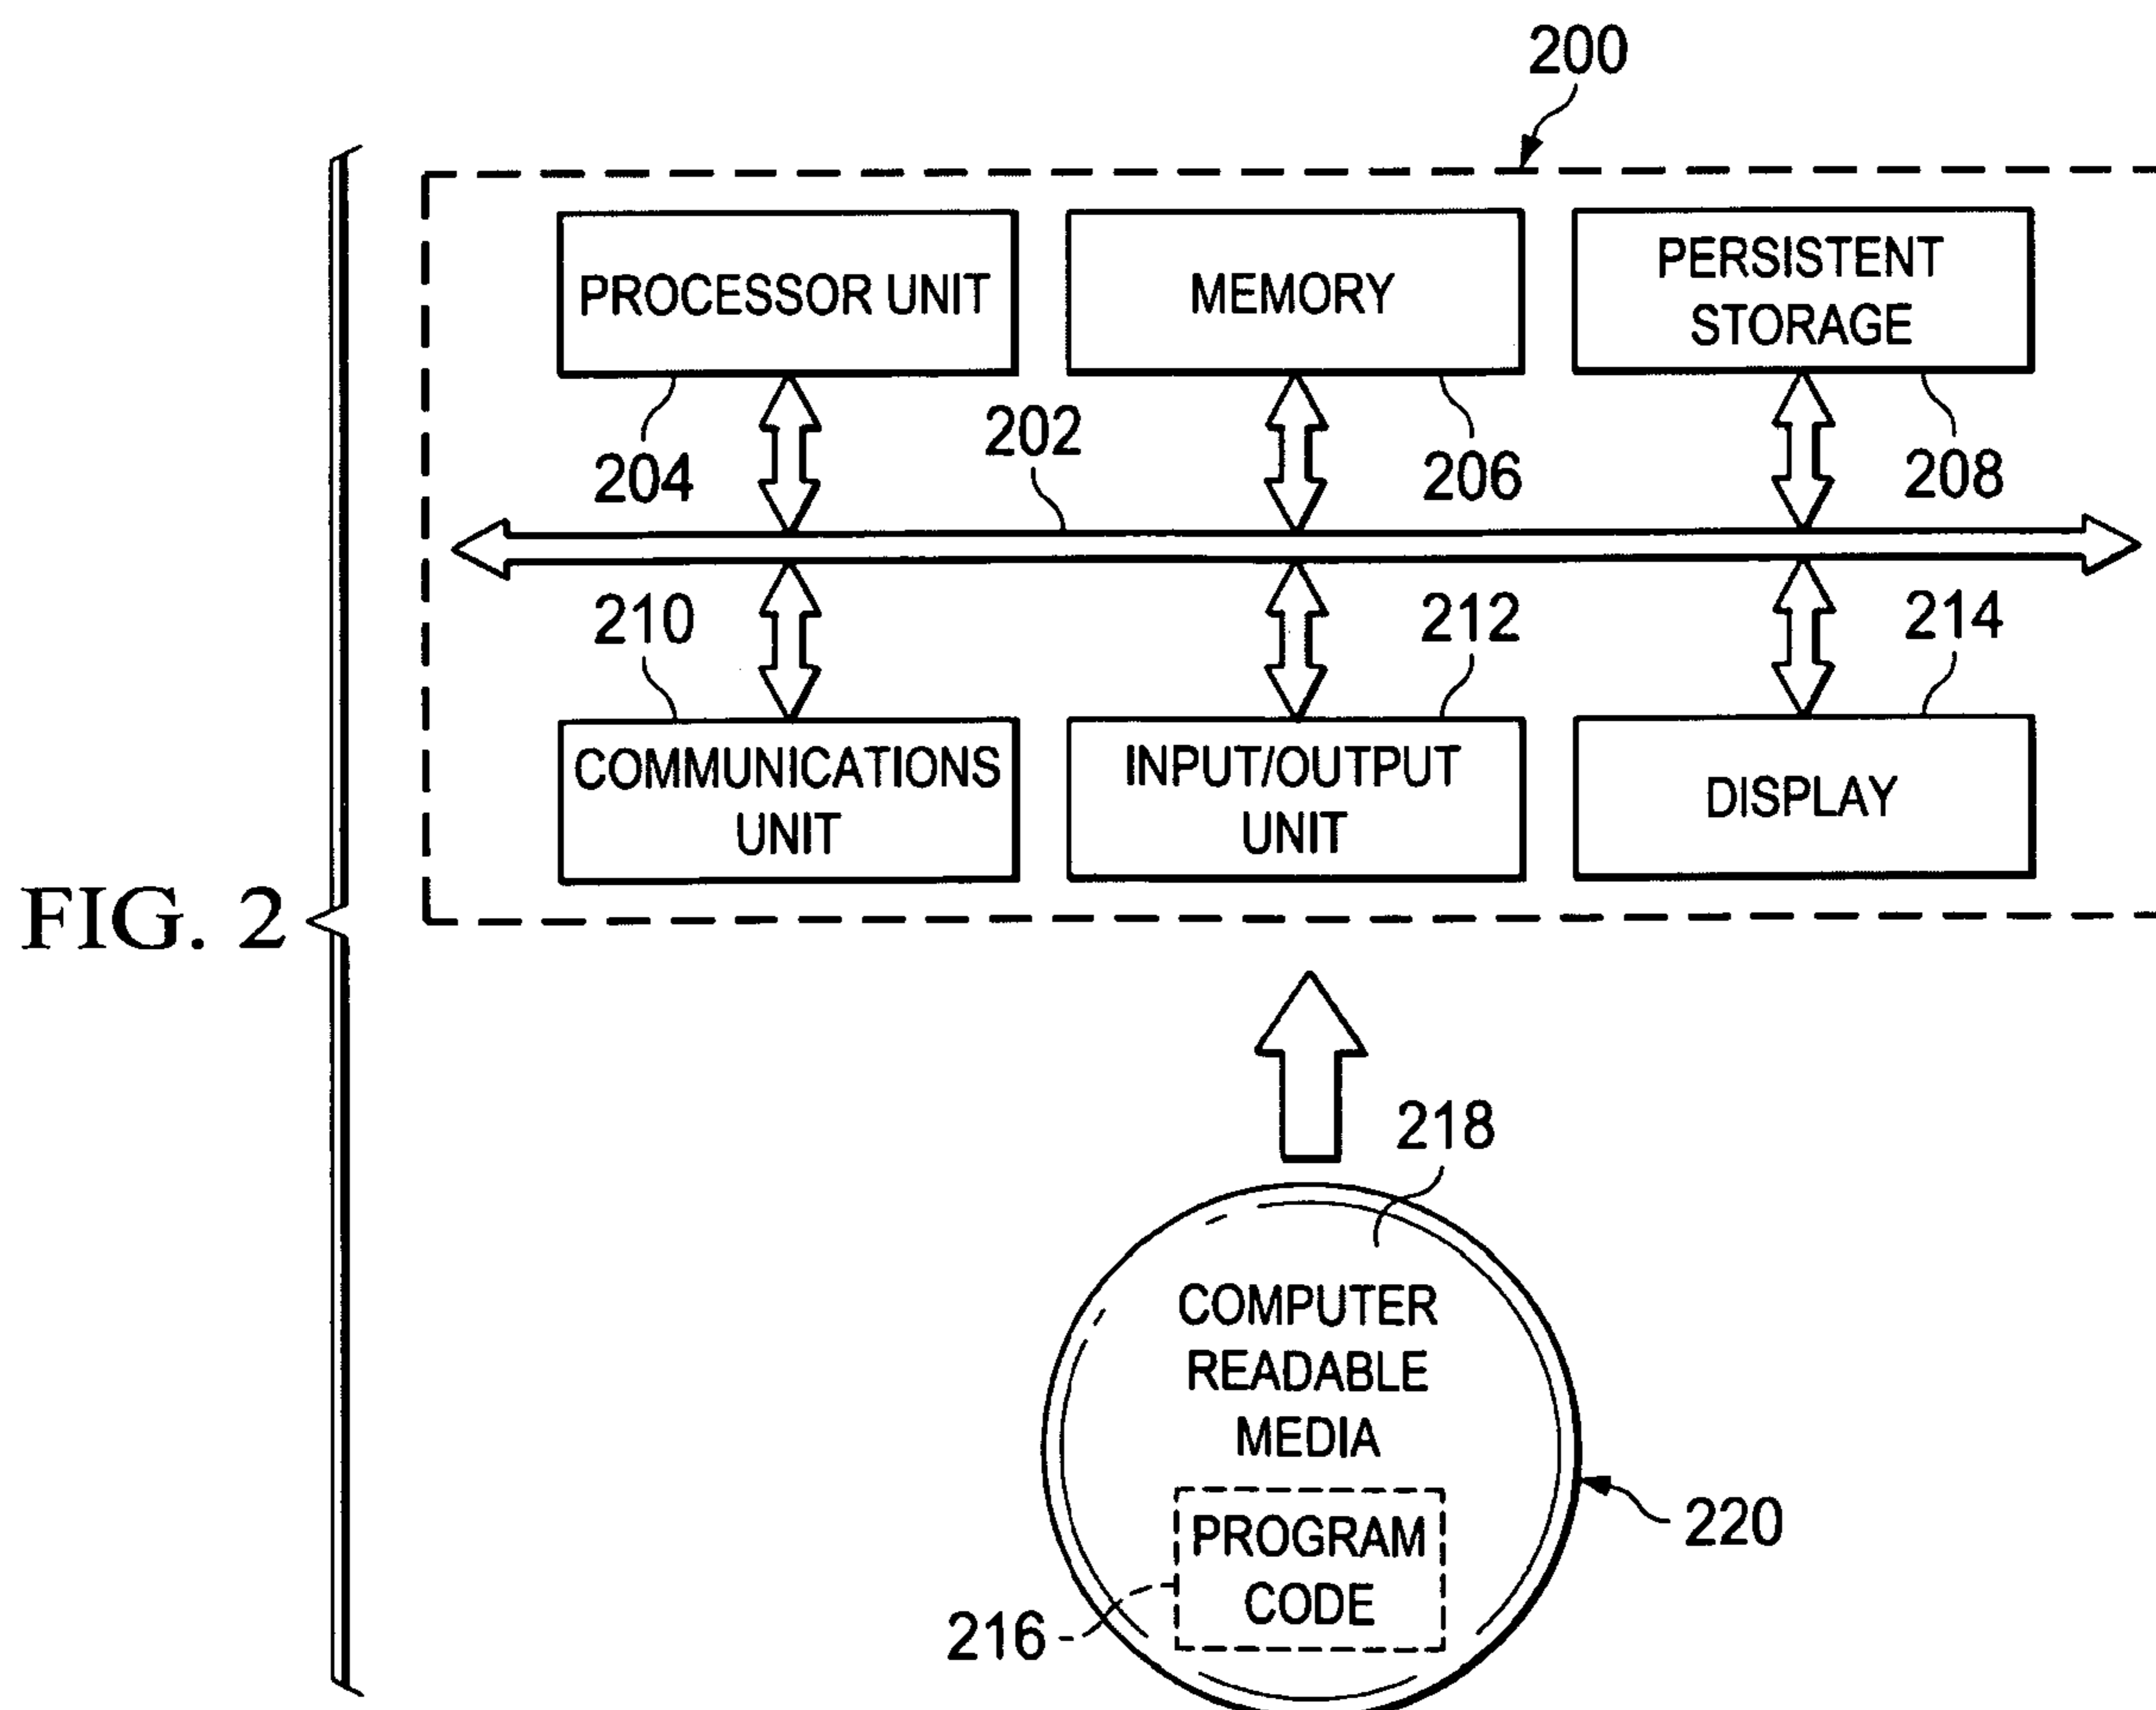 200
PROCESSOR UNIT
MEMORY
PERSISTENT
STORAGE
204
202
206
208
210
212
214
COMMUNICATIONS
UNIT
INPUT/OUTPUT
UNIT
DISPLAY
FIG. 2
218
COMPUTER
READABLE
MEDIA
PROGRAM
CODE
216
220